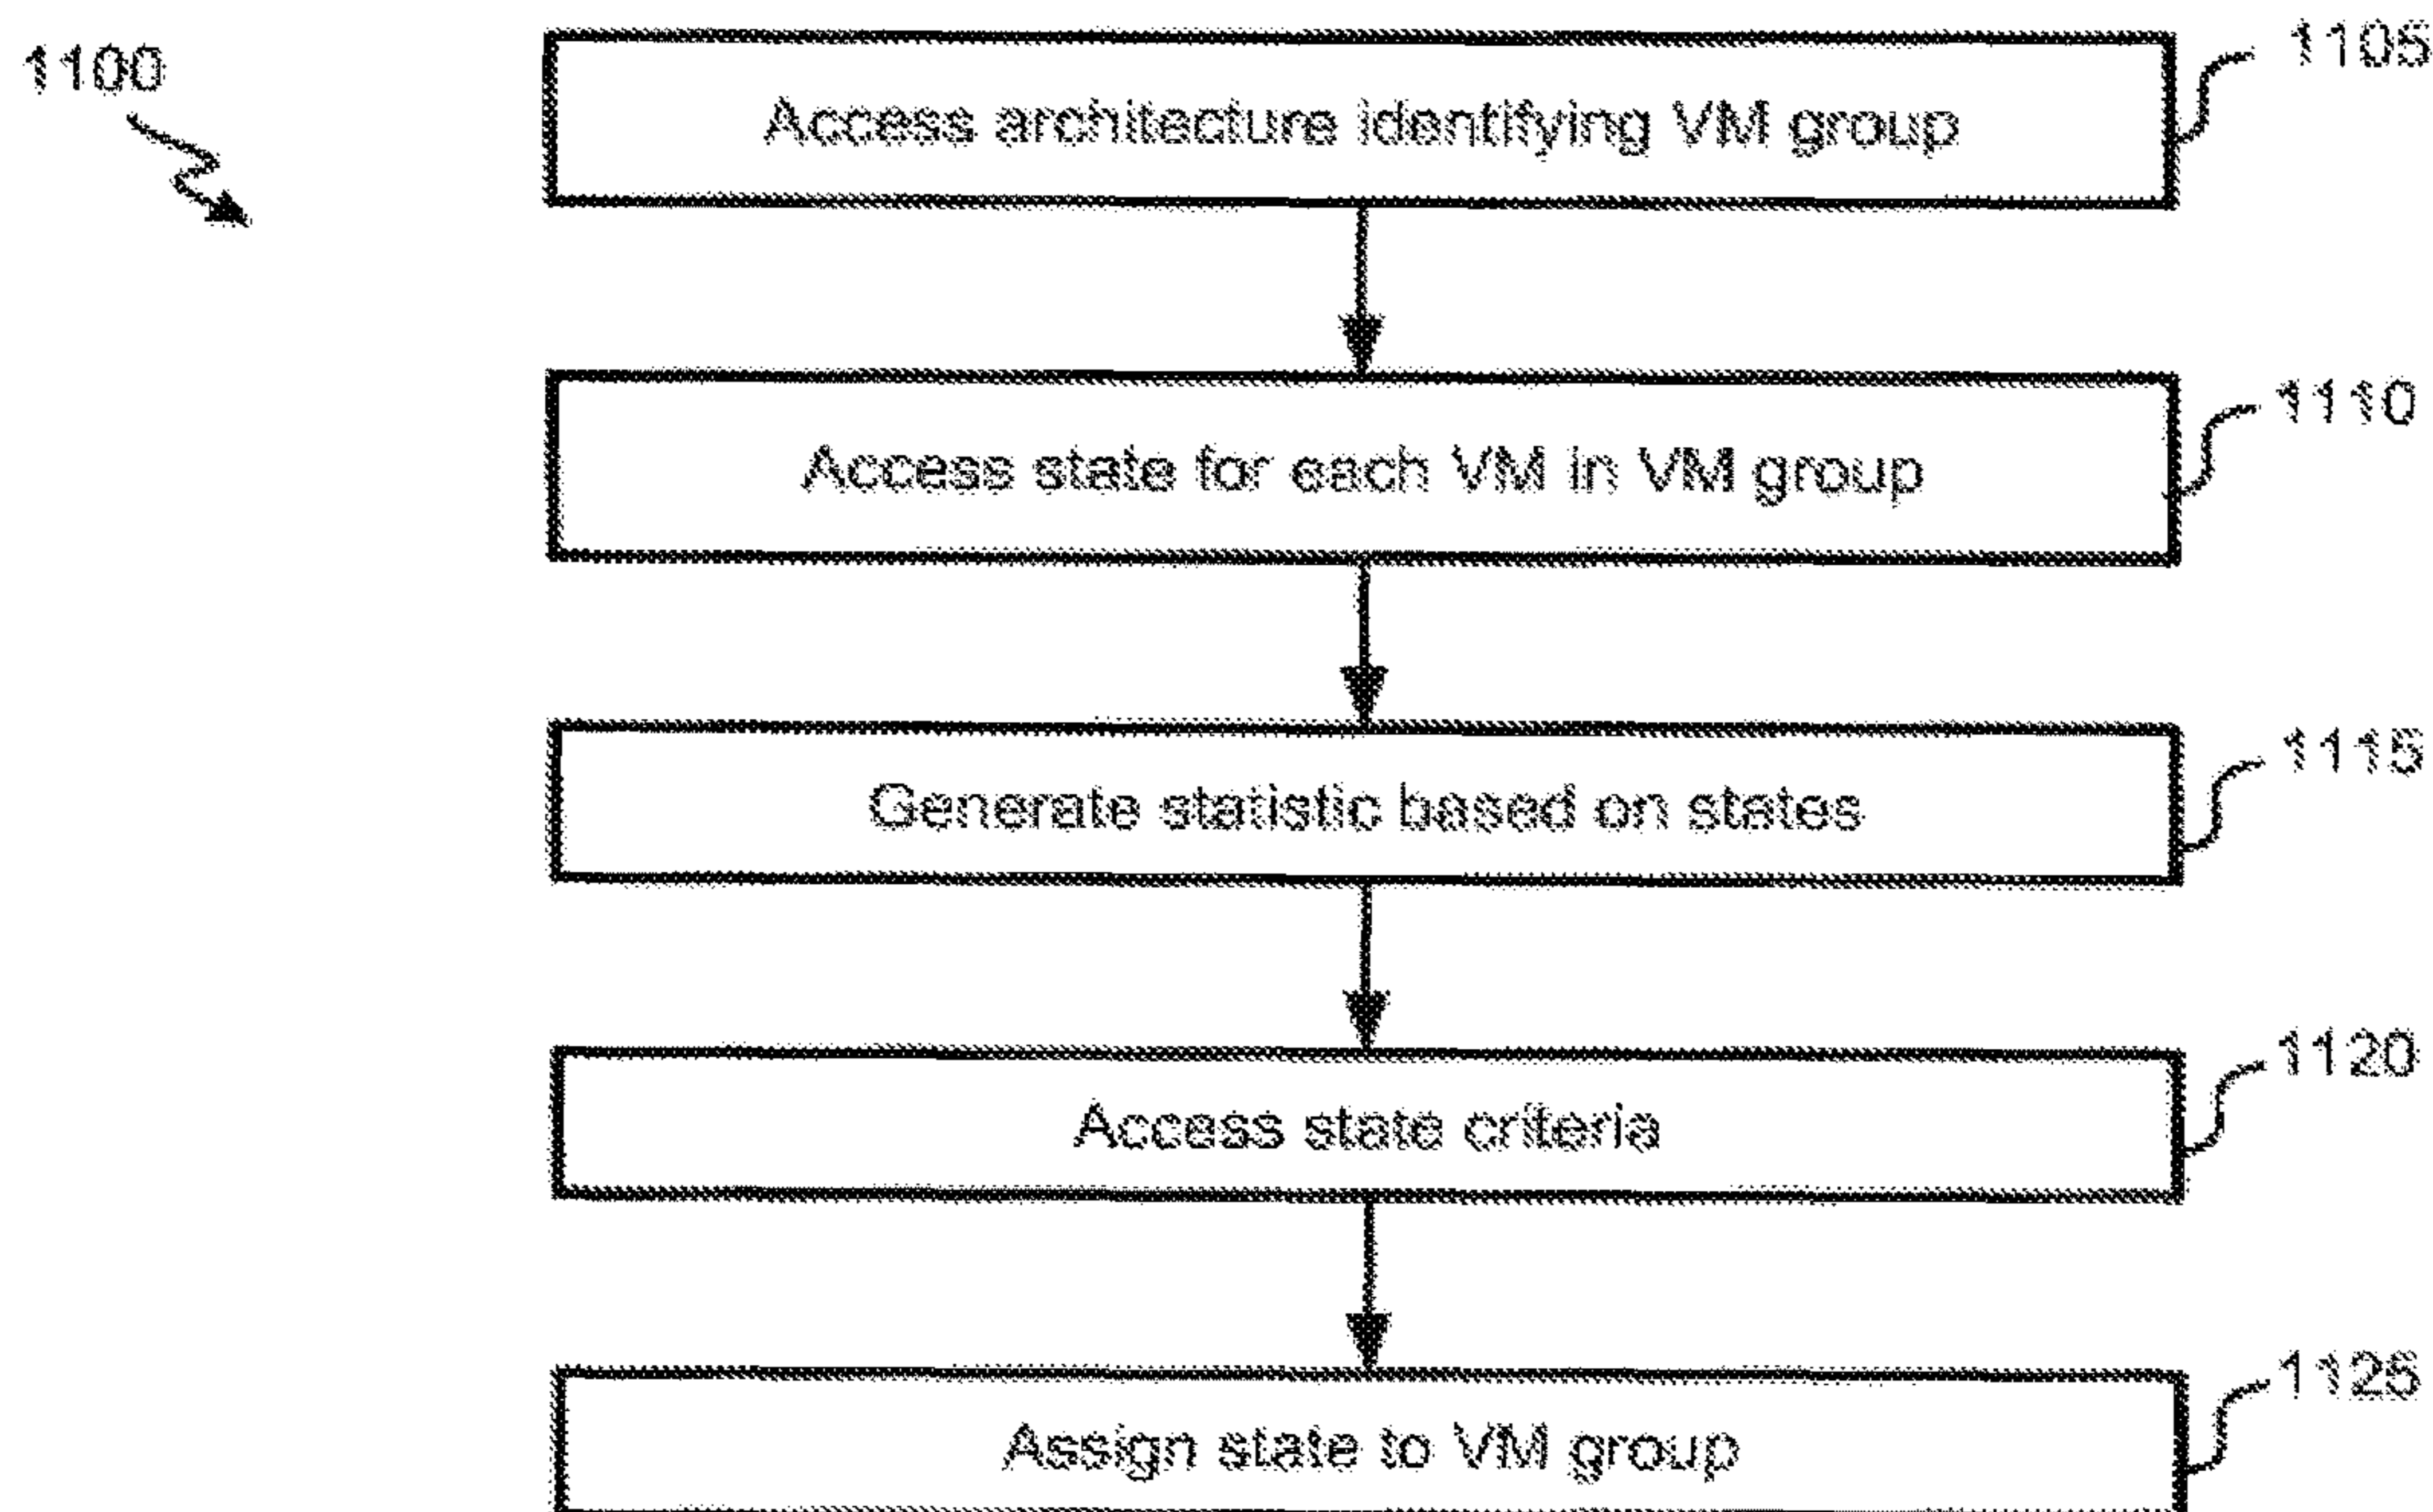 1100
1105
Access architecture identifying VM group
1110
Access state for each VM in VM group
1115
Generate statistic based on states
1120
Access state criteria
1125
Assign state to VM group